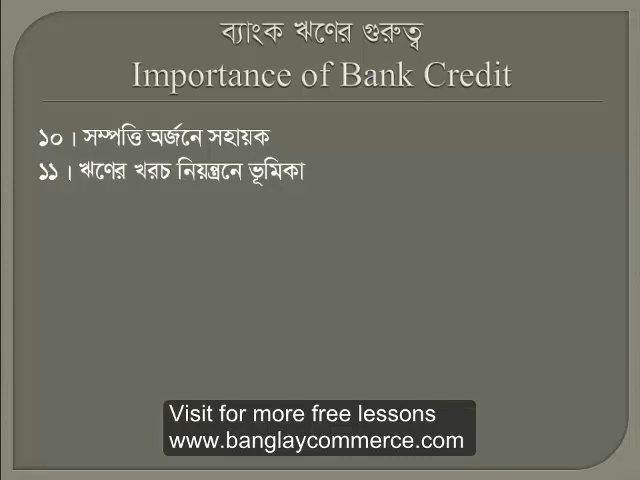 ব্যাংক ঋণের গুরুত্ব
Importance of Bank Credit
১০। সম্পত্তি অর্জনে সহায়ক
১১। ঋণের খরচ নিয়ন্ত্রনে ভূমিকা
Visit for more free lessons
www.banglaycommerce.com